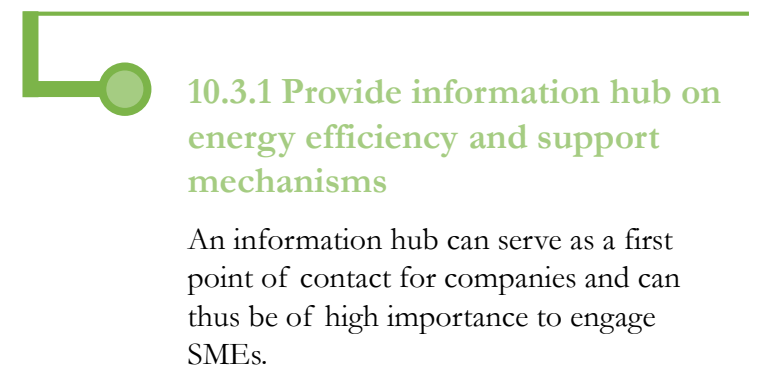 10.3.1 Provide information hub on
energy efficiency and support
mechanisms
An information hub can serve as a first
point of contact for companies and can
thus be of high importance to engage
SMEs.